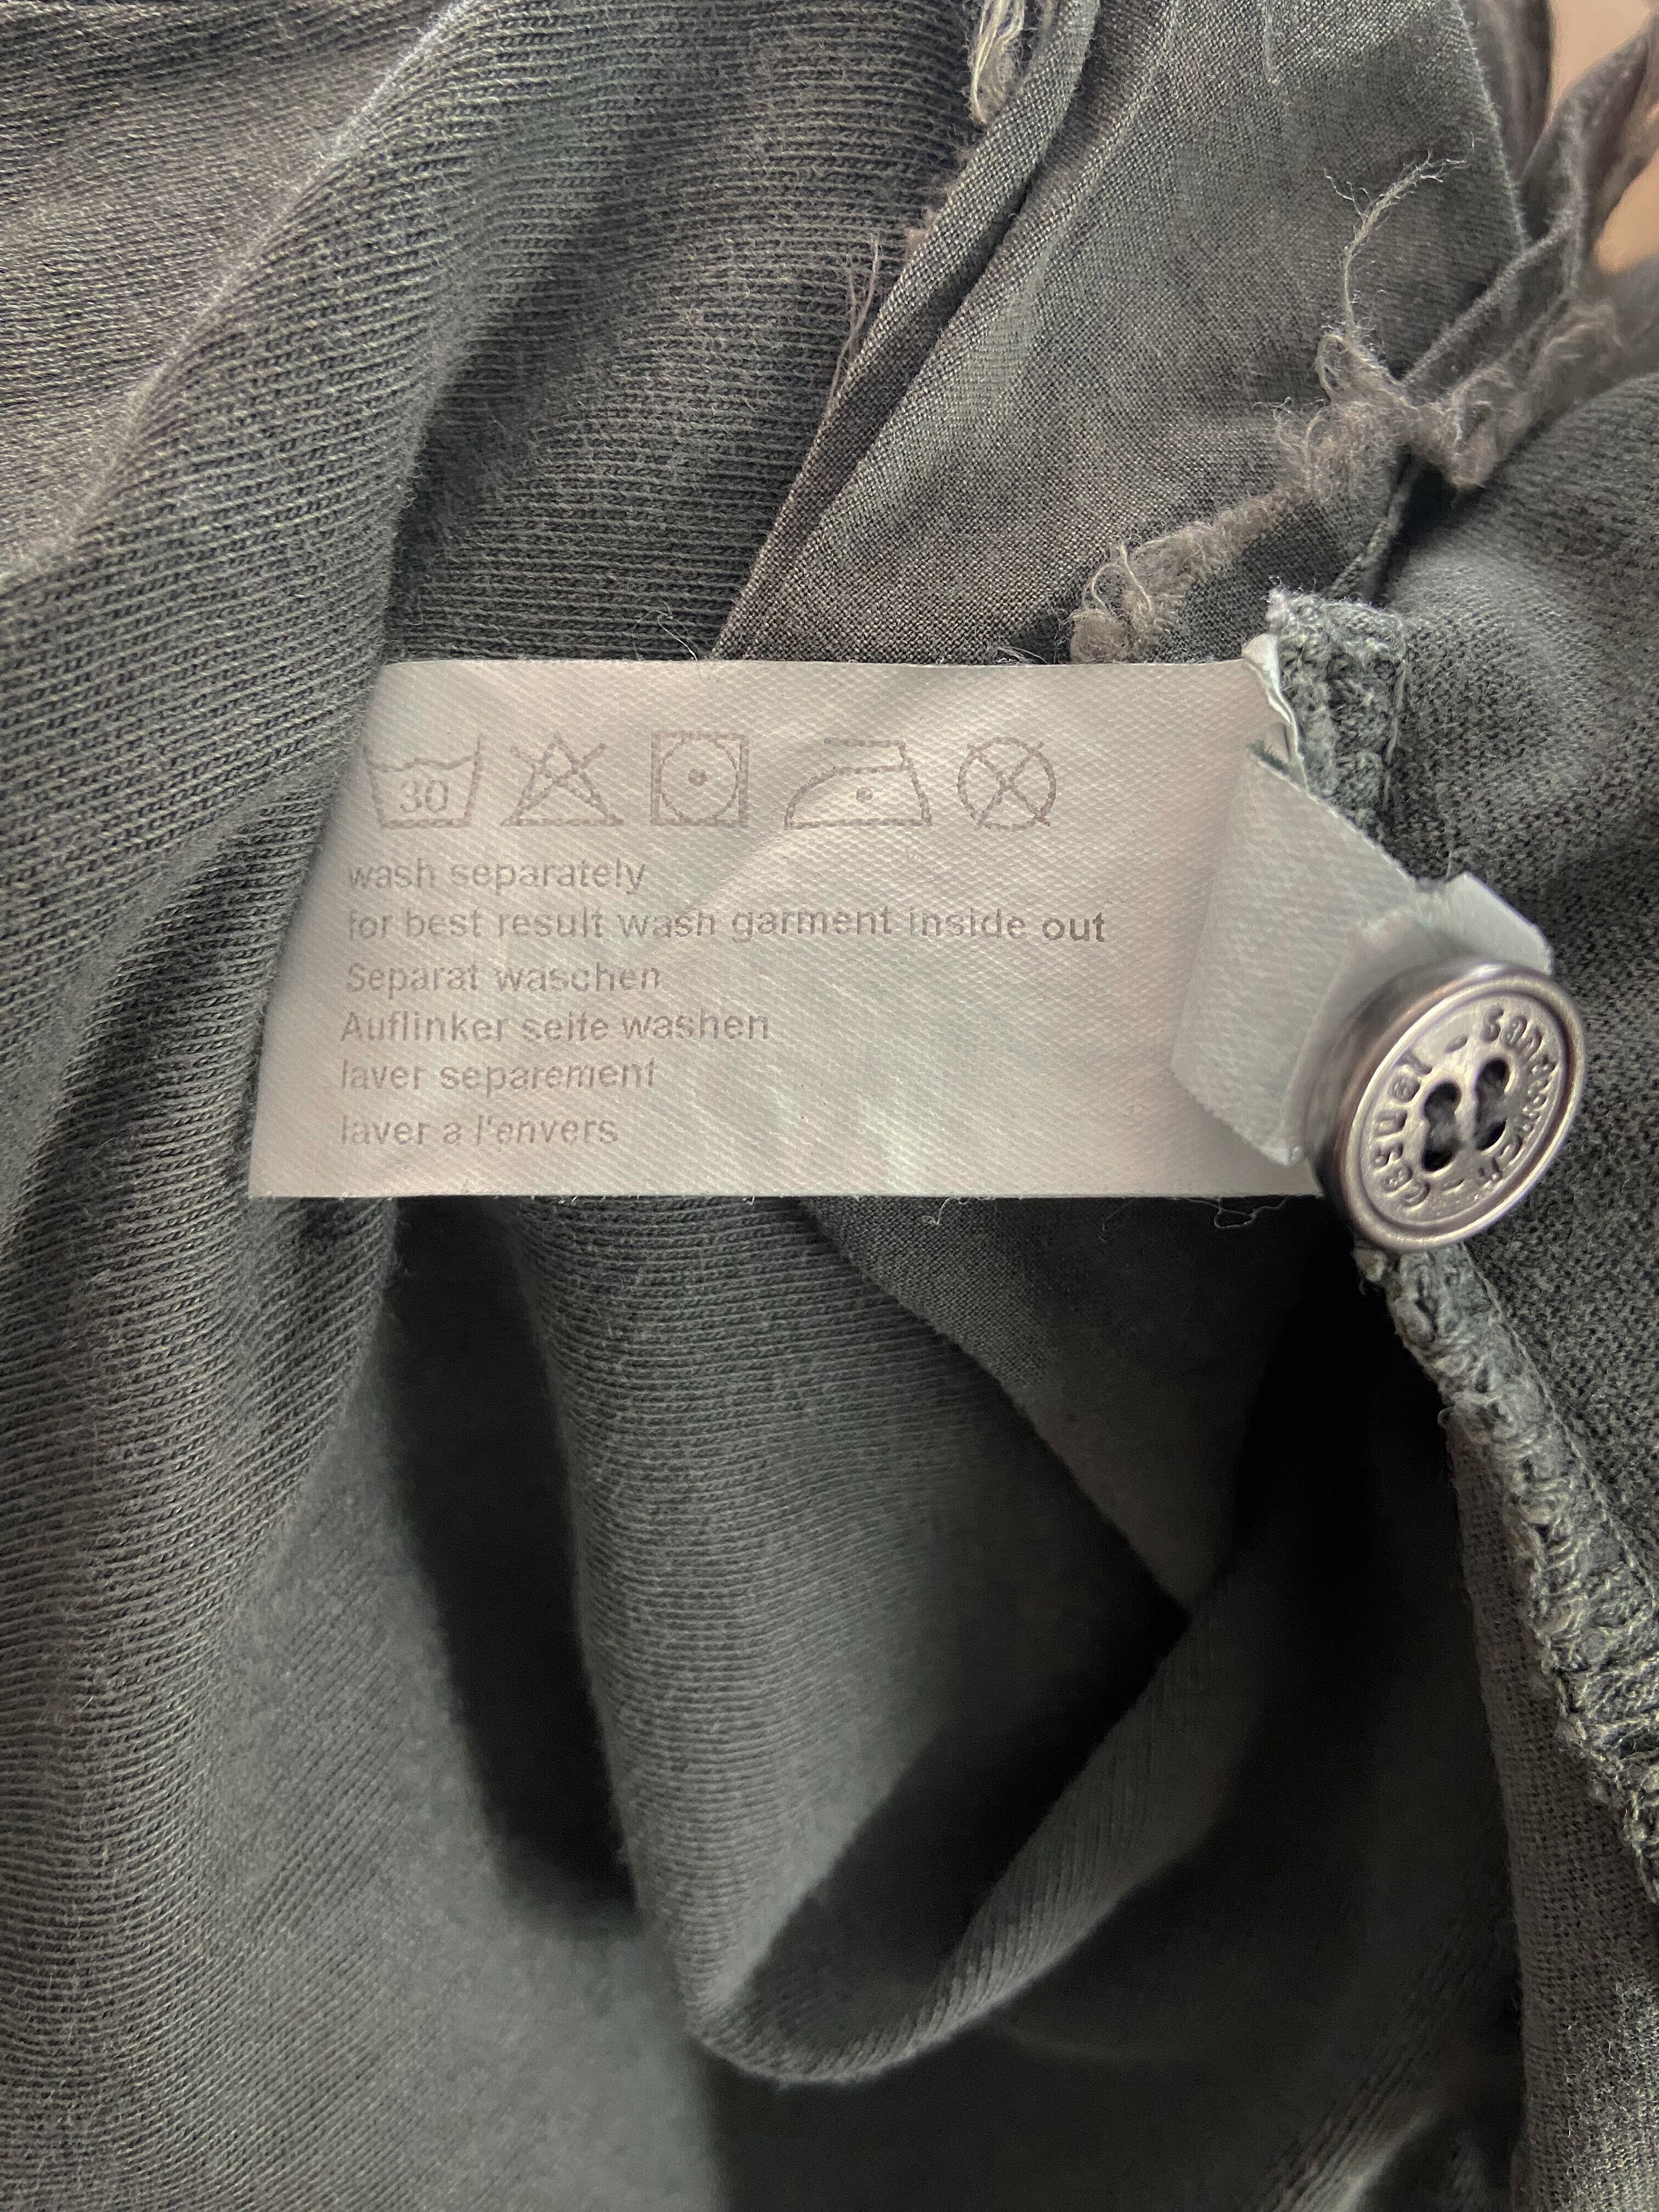 30
wash separately
for best result wash garment inside out
Separat waschen
Auflinker seite washen
laver separement
laver a l'envers
casual -